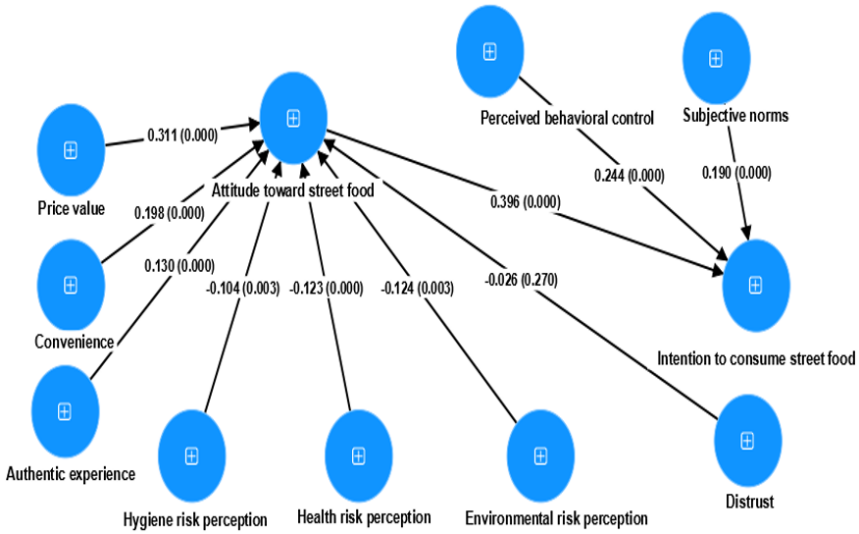 Perceived behavioral control
Subjective norms
0.311 (0.000)
Price value
Attitude toward street food
0.244 (0.000)
0.190 (0.000)
0.198 (0.000)
0.396 (0.000)
0.130 (0.000)
-0.104 (0.003)
-0.123 (0.000)
-0.124 (0.003)
-0.026 (0.270)
Convenience
Intention to consume street food
Authentic experience
Hygiene risk perception
Health risk perception
Environmental risk perception
Distrust